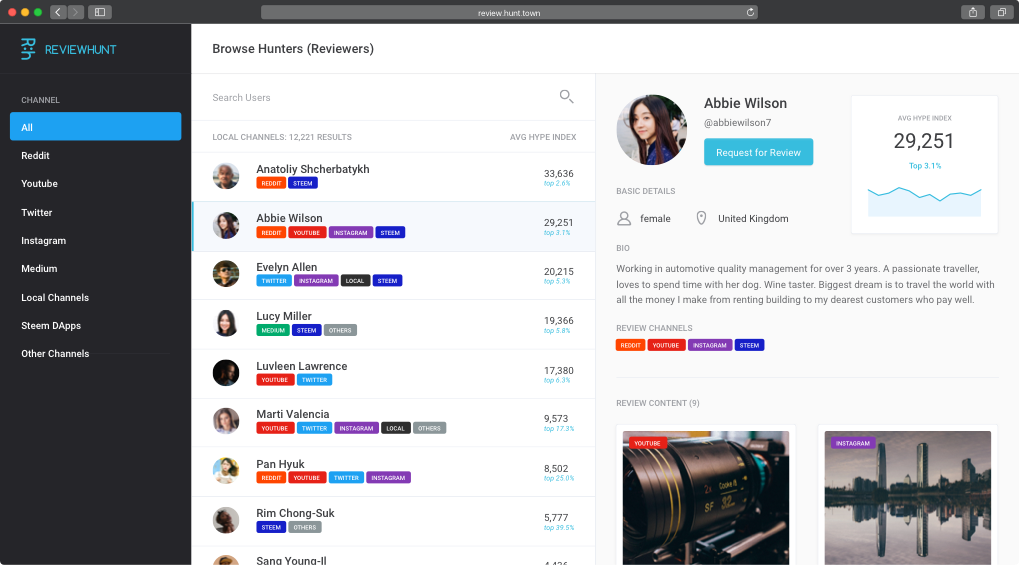 review.hunt.town
R:h REVIEWHUNT
CHANNEL
All
Reddit
Youtube
Twitter
Instagram
Medium
Local Channels
Steem DApps
Other Channels
Browse Hunters (Reviewers)
Search Users
LOCAL CHANNELS: 12,221 RESULTS AVG HYPE INDEX
Anatoliy Shcherbatykh
33,636
REDDIT STEEM
top 2.6%
Abbie Wilson
29,251
REDDIT YOUTUBE INSTAGRAM STEEM
top 3.1%
Evelyn Allen
20,215
TWITTER INSTAGRAM LOCAL STEEM
top 5.3%
Lucy Miller
19,366
MEDIUM STEEM OTHERS
top 5.8%
Luvleen Lawrence
17,380
YOUTUBE TWITTER
top 6.3%
Marti Valencia
9,573
YOUTUBE TWITTER INSTAGRAM LOCAL OTHERS
top 17.3%
Pan Hyuk
8,502
REDDIT YOUTUBE TWITTER INSTAGRAM
top 25.0%
Rim Chong-Suk
5,777
STEEM OTHERS
top 39.5%
Sang Young-Il
Abbie Wilson
@abbiewilson7
Request for Review
AVG HYPE INDEX
29,251
Top 3.1%
BASIC DETAILS
female United Kingdom
BIO
Working in automotive quality management for over 3 years. A passionate traveller,
loves to spend time with her dog. Wine taster. Biggest dream is to travel the world with
all the money I make from renting building to my dearest customers who pay well.
REVIEW CHANNELS
REDDIT YOUTUBE INSTAGRAM STEEM
REVIEW CONTENT (9)
YOUTUBE
Cooke
SF 32
INSTAGRAM